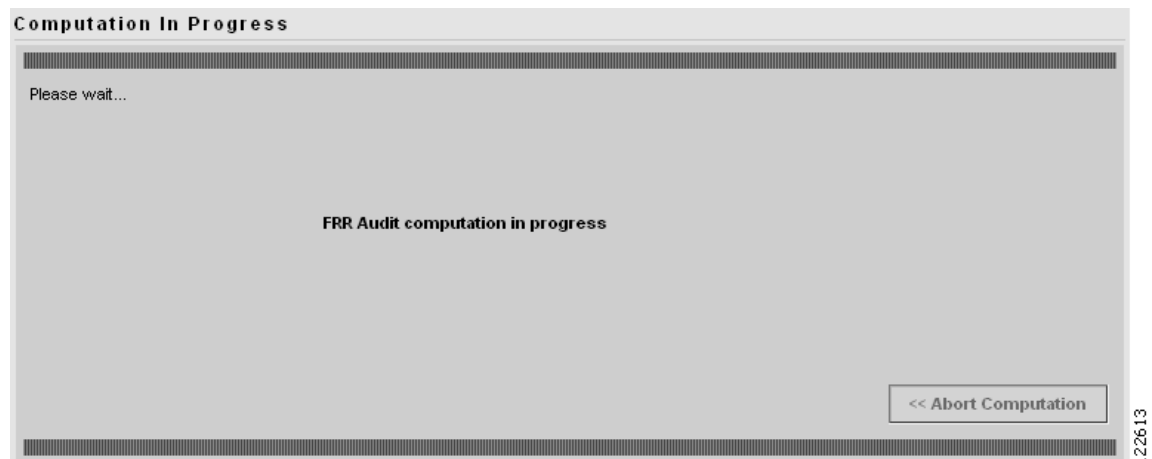 Computation In Progress
Please wait...
FRR Audit computation in progress
<< Abort Computation
22613